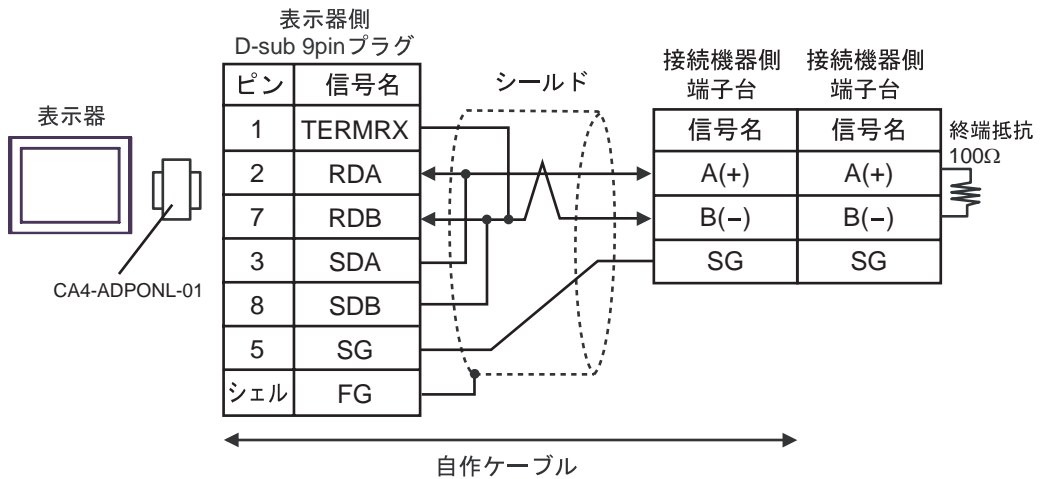 表示器側
D-sub 9pinプラグ
ピン 信号名
1 TERMRX
2 RDA
7 RDB
3 SDA
8 SDB
5 SG
シェル FG
表示器
CA4-ADPONL-01
シールド
接続機器側
端子台
信号名
A(+)
B(−)
SG
接続機器側
端子台
信号名
A(+)
B(−)
SG
終端抵抗
100Ω
自作ケーブル